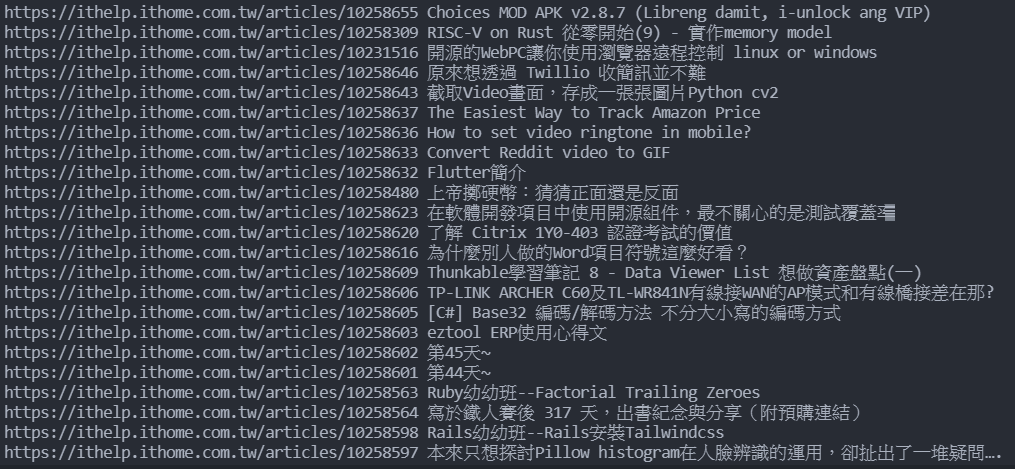 https://ithelp.ithome.com.tw/articles/10258655 Choices MOD APK v2.8.7 (Libreng damit, i-unlock ang VIP)
https://ithelp.ithome.com.tw/articles/10258309 RISC-V on Rust 從零開始(9) - 實作memory model
https://ithelp.ithome.com.tw/articles/10231516 開源的WebPC讓你使用瀏覽器遠程控制 linux or windows
https://ithelp.ithome.com.tw/articles/10258646 原來想透過 Twillio 收簡訊並不難
https://ithelp.ithome.com.tw/articles/10258643 截取Video畫面，存成一張張圖片Python cv2
https://ithelp.ithome.com.tw/articles/10258637 The Easiest Way to Track Amazon Price
https://ithelp.ithome.com.tw/articles/10258636 How to set video ringtone in mobile?
https://ithelp.ithome.com.tw/articles/10258633 Convert Reddit video to GIF
https://ithelp.ithome.com.tw/articles/10258632 Flutter簡介
https://ithelp.ithome.com.tw/articles/10258480 上帝擲硬幣：猜猜正面還是反面
https://ithelp.ithome.com.tw/articles/10258623 在軟體開發項目中使用開源組件，最不關心的是測試覆蓋率
https://ithelp.ithome.com.tw/articles/10258620 了解 Citrix 1Y0-403 認證考試的價值
https://ithelp.ithome.com.tw/articles/10258616 為什麼別人做的Word項目符號這麼好看？
https://ithelp.ithome.com.tw/articles/10258609 Thunkable學習筆記 8 - Data Viewer List 想做資產盤點(一)
https://ithelp.ithome.com.tw/articles/10258606 TP-LINK ARCHER C60及TL-WR841N有線接WAN的AP模式和有線橋接差在那?
https://ithelp.ithome.com.tw/articles/10258605 [C#] Base32 編碼/解碼方法 不分大小寫的編碼方式
https://ithelp.ithome.com.tw/articles/10258603 eztool ERP使用心得文
https://ithelp.ithome.com.tw/articles/10258602 第45天~
https://ithelp.ithome.com.tw/articles/10258601 第44天~
https://ithelp.ithome.com.tw/articles/10258563 Ruby幼幼班--Factorial Trailing Zeroes
https://ithelp.ithome.com.tw/articles/10258564 寫於鐵人賽後 317 天，出書紀念與分享（附預購連結）
https://ithelp.ithome.com.tw/articles/10258598 Rails幼幼班--Rails安裝Tailwindcss
https://ithelp.ithome.com.tw/articles/10258597 本來只想探討Pillow histogram在人臉辨識的運用，卻扯出了一堆疑問….